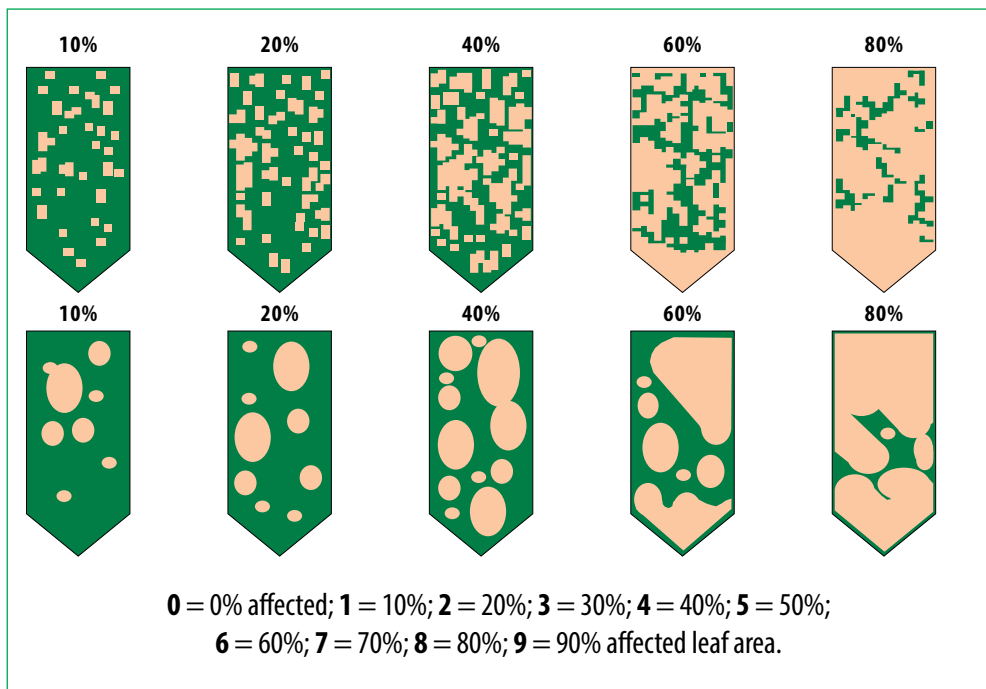 10% 20% 40% 60% 80%
10% 20% 40% 60% 80%
0 = 0% affected; 1 = 10%; 2 = 20%; 3 = 30%; 4 = 40%; 5 = 50%;
6 = 60%; 7 = 70%; 8 = 80%; 9 = 90% affected leaf area.